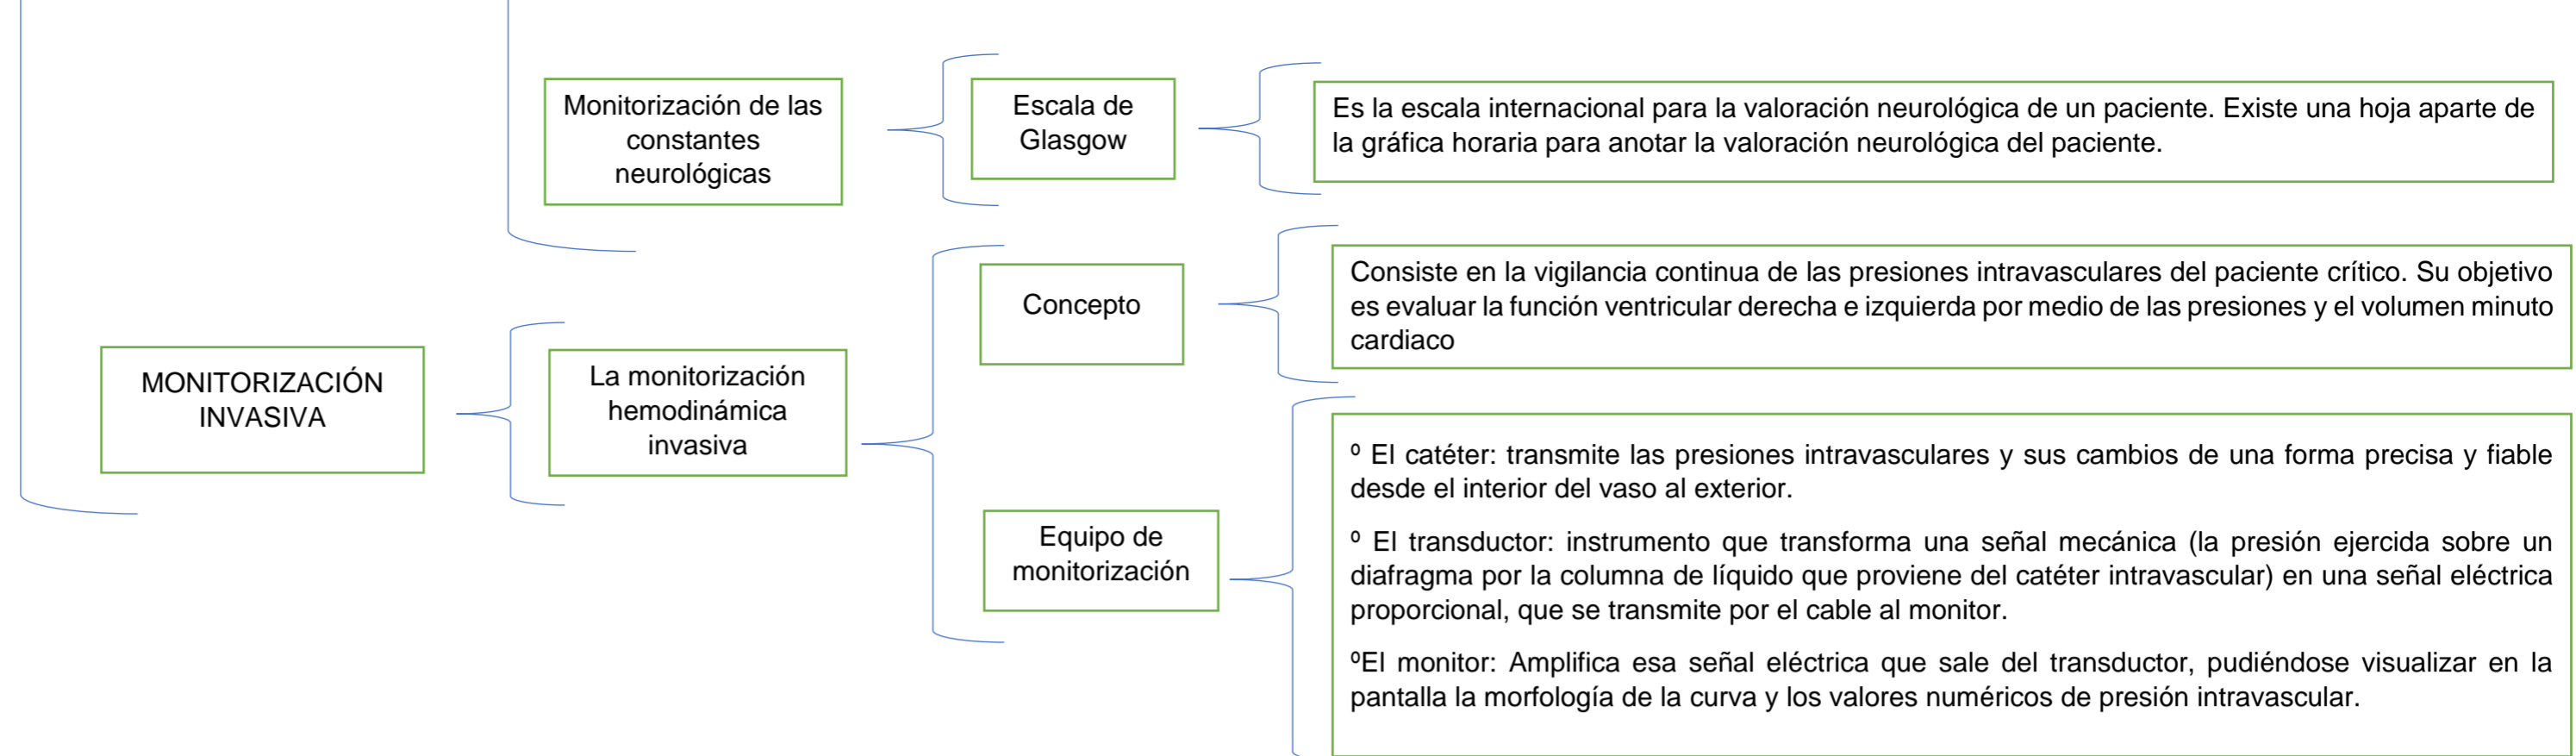 Monitorización de las
constantes
neurológicas
Escala de
Glasgow
Es la escala internacional para la valoración neurológica de un paciente. Existe una hoja aparte de
la gráfica horaria para anotar la valoración neurológica del paciente.
MONITORIZACIÓN
INVASIVA
La monitorización
hemodinámica
invasiva
Concepto
Consiste en la vigilancia continua de las presiones intravasculares del paciente crítico. Su objetivo
es evaluar la función ventricular derecha e izquierda por medio de las presiones y el volumen minuto
cardiaco
Equipo de
monitorización
º El catéter: transmite las presiones intravasculares y sus cambios de una forma precisa y fiable
desde el interior del vaso al exterior.
º El transductor: instrumento que transforma una señal mecánica (la presión ejercida sobre un
diafragma por la columna de líquido que proviene del catéter intravascular) en una señal eléctrica
proporcional, que se transmite por el cable al monitor.
ºEl monitor: Amplifica esa señal eléctrica que sale del transductor, pudiéndose visualizar en la
pantalla la morfología de la curva y los valores numéricos de presión intravascular.